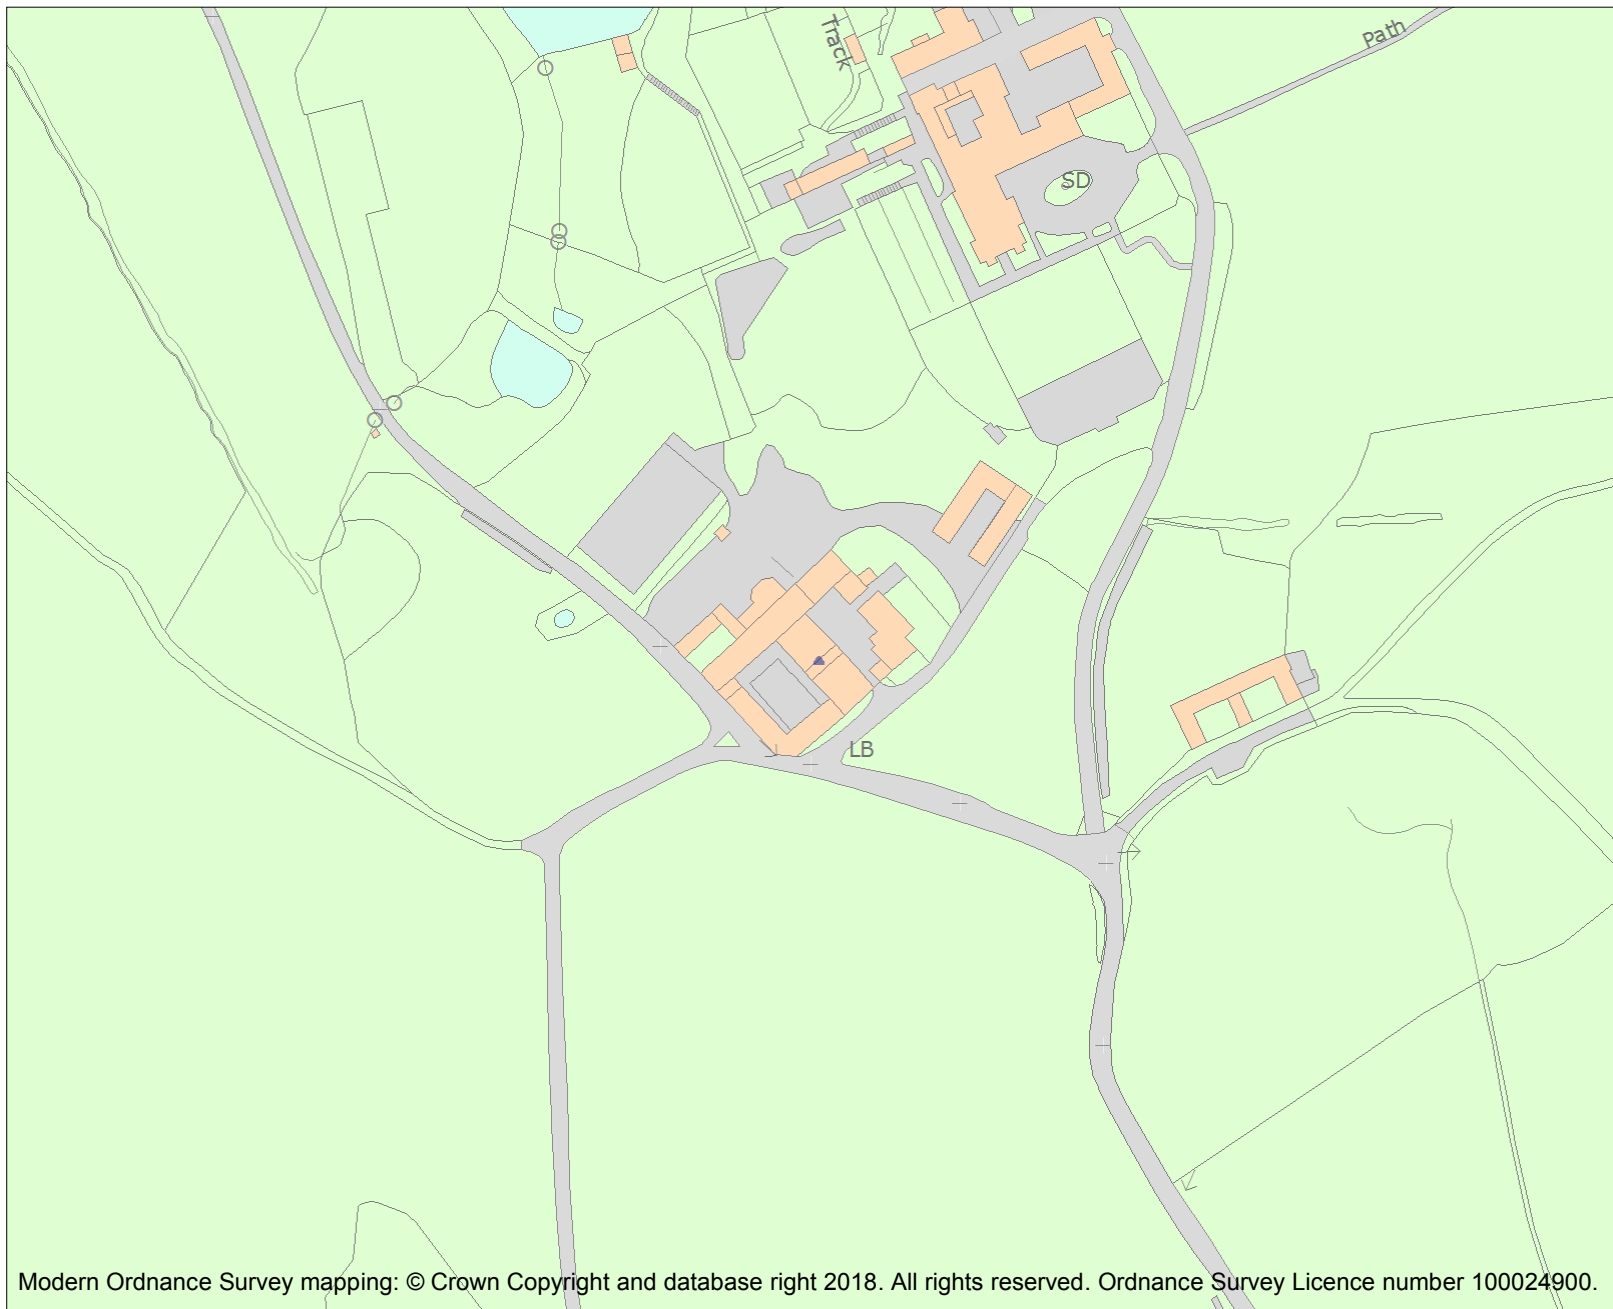 Track
Path
SD
LB
Modern Ordnance Survey mapping: © Crown Copyright and database right 2018. All rights reserved. Ordnance Survey Licence number 100024900.